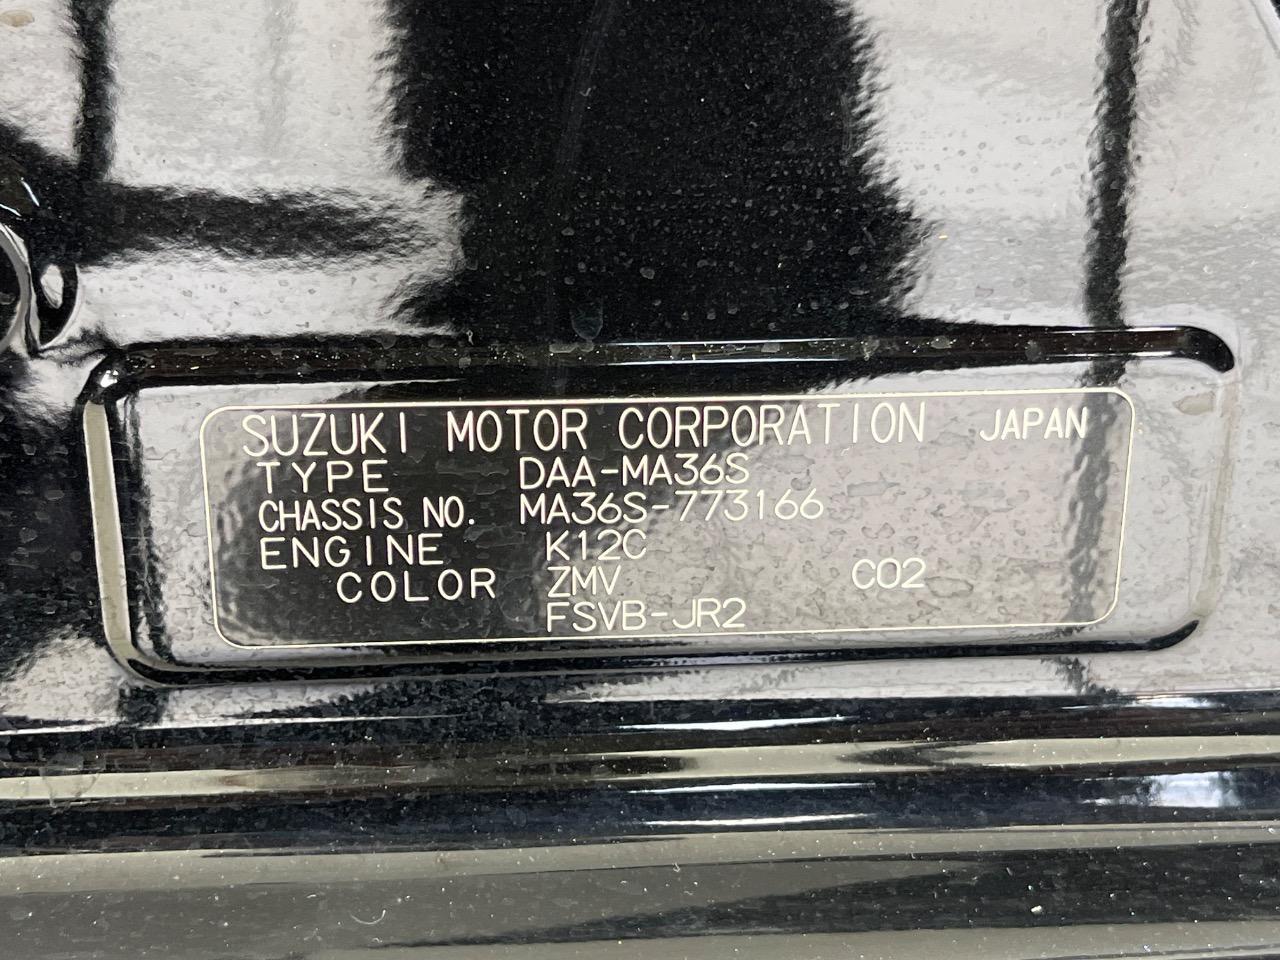 SUZUKI MOTOR CORPORATION JAPAN
TYPE DAA-MA36S
CHASSIS NO. MA36S-773166
ENGINE K12C
COLOR ZMV C02
FSVB-JR2